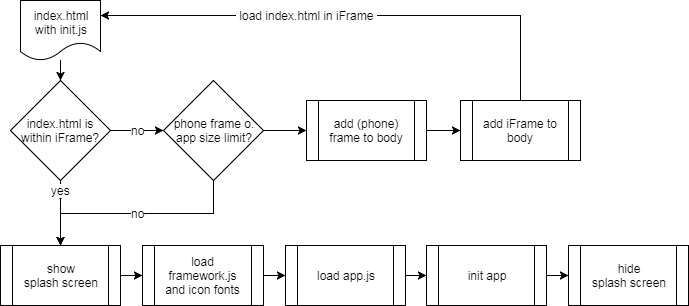 index.html
with init.js
load index.html in iFrame
index.html is
within iFrame?
no
phone frame o.
app size limit?
add (phone)
frame to body
add iFrame to
body
yes
no
show
splash screen
load
framework.js
and icon fonts
load app.js
init app
hide
splash screen